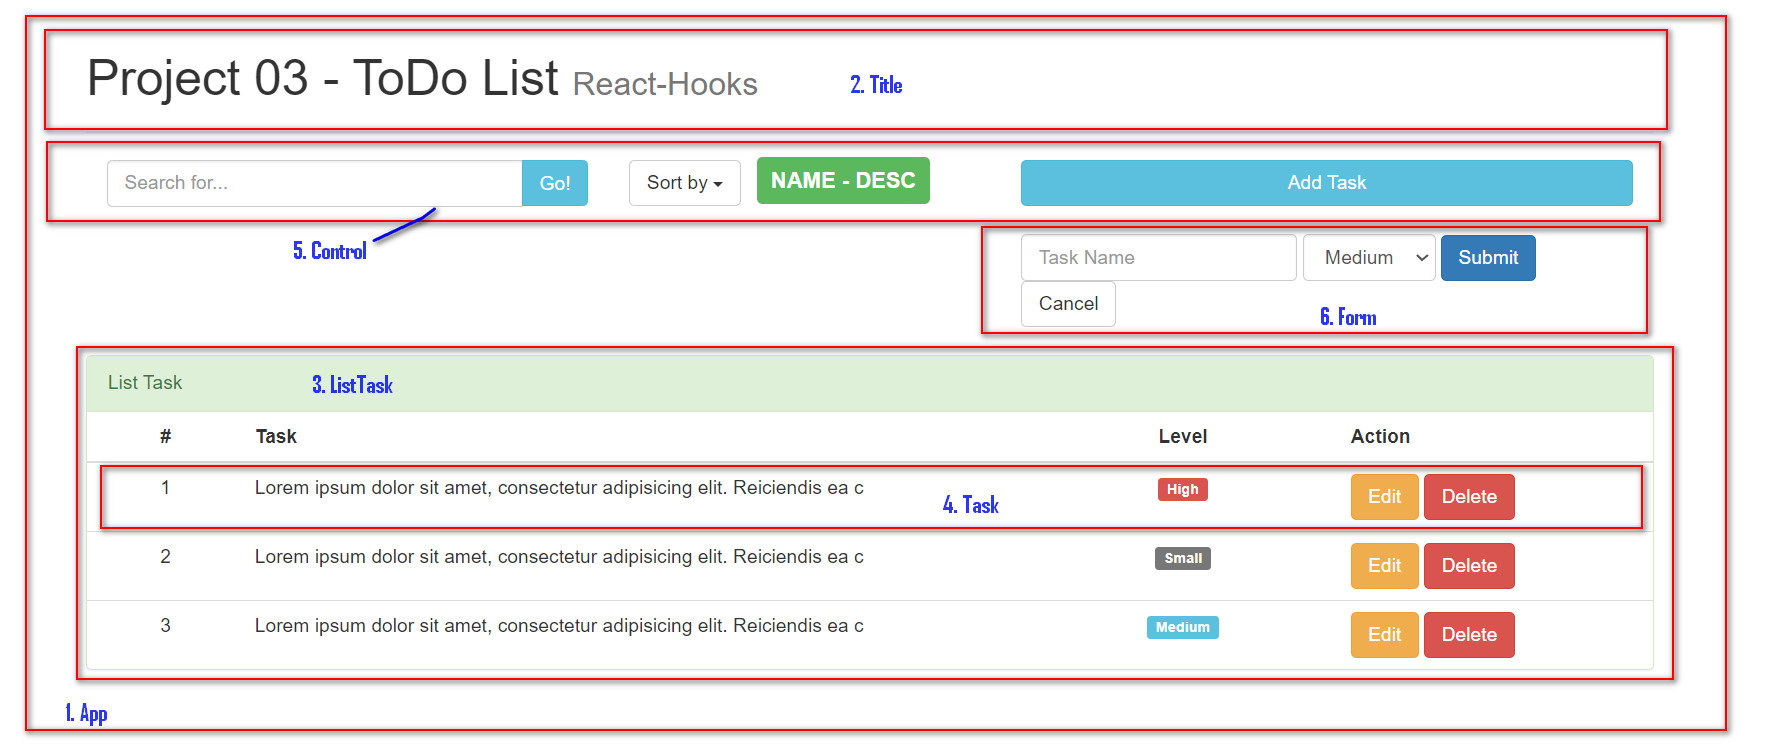 Project 03 - ToDo List React-Hooks
2. Title
Search for... Go! Sort by NAME - DESC Add Task
5. Control
Task Name Medium Submit
Cancel
6. Form
List Task
3. ListTask
# Task Level Action
1 Lorem ipsum dolor sit amet, consectetur adipisicing elit. Reiciendis ea c High Edit Delete
4. Task
2 Lorem ipsum dolor sit amet, consectetur adipisicing elit. Reiciendis ea c Small Edit Delete
3 Lorem ipsum dolor sit amet, consectetur adipisicing elit. Reiciendis ea c Medium Edit Delete
1. App